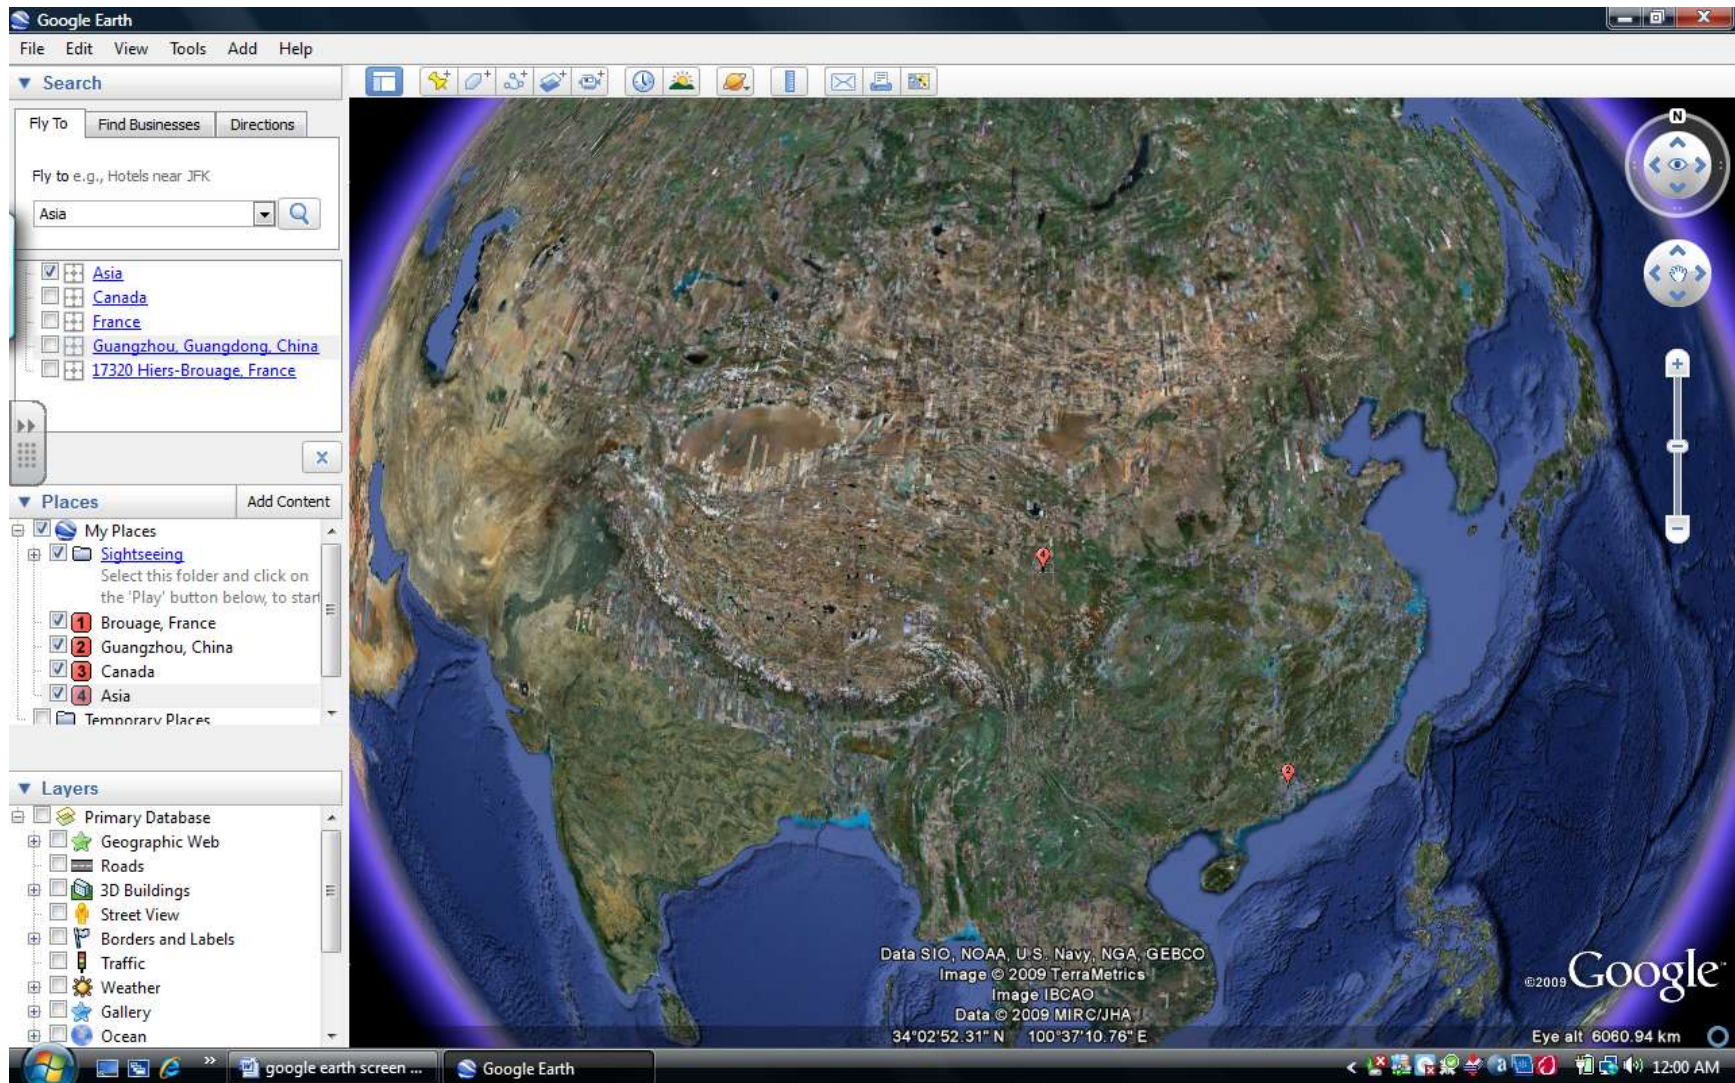 Google Earth
File Edit View Tools Add Help
Search
Fly To Find Businesses Directions
Fly to e.g., Hotels near JFK
Asia
Asia
Canada
France
Guangzhou, Guangdong, China
17320 Hiers-Brouage, France
Places Add Content
My Places
Sightseeing
Select this folder and click on
the 'Play' button below, to start
1 Brouage, France
2 Guangzhou, China
3 Canada
4 Asia
Temporary Places
Layers
Primary Database
Geographic Web
Roads
3D Buildings
Street View
Borders and Labels
Traffic
Weather
Gallery
Ocean
N
4
2
Data SIO, NOAA, U.S. Navy, NGA, GEBCO
Image © 2009 TerraMetrics
Image IBCAO
Data © 2009 MIRC/JHA
©2009 Google™
34°02'52.31" N 100°37'10.76" E
Eye alt 6060.94 km
google earth screen ... Google Earth 12:00 AM